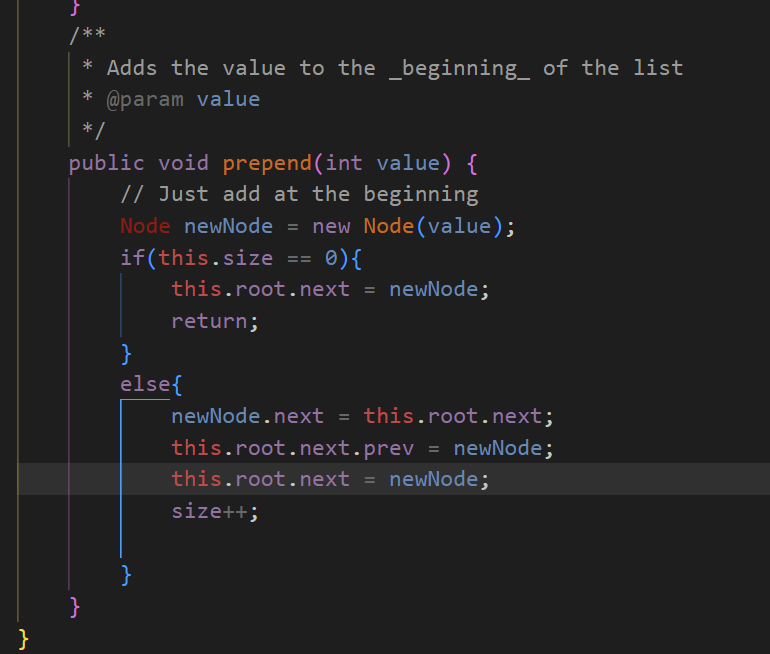 }
/**
 * Adds the value to the _beginning_ of the list
 * @param value
 */
public void prepend(int value) {
// Just add at the beginning
Node newNode = new Node(value);
if(this.size == 0){
this.root.next = newNode;
return;
}
else{
newNode.next = this.root.next;
this.root.next.prev = newNode;
this.root.next = newNode;
size++;
}
}
}